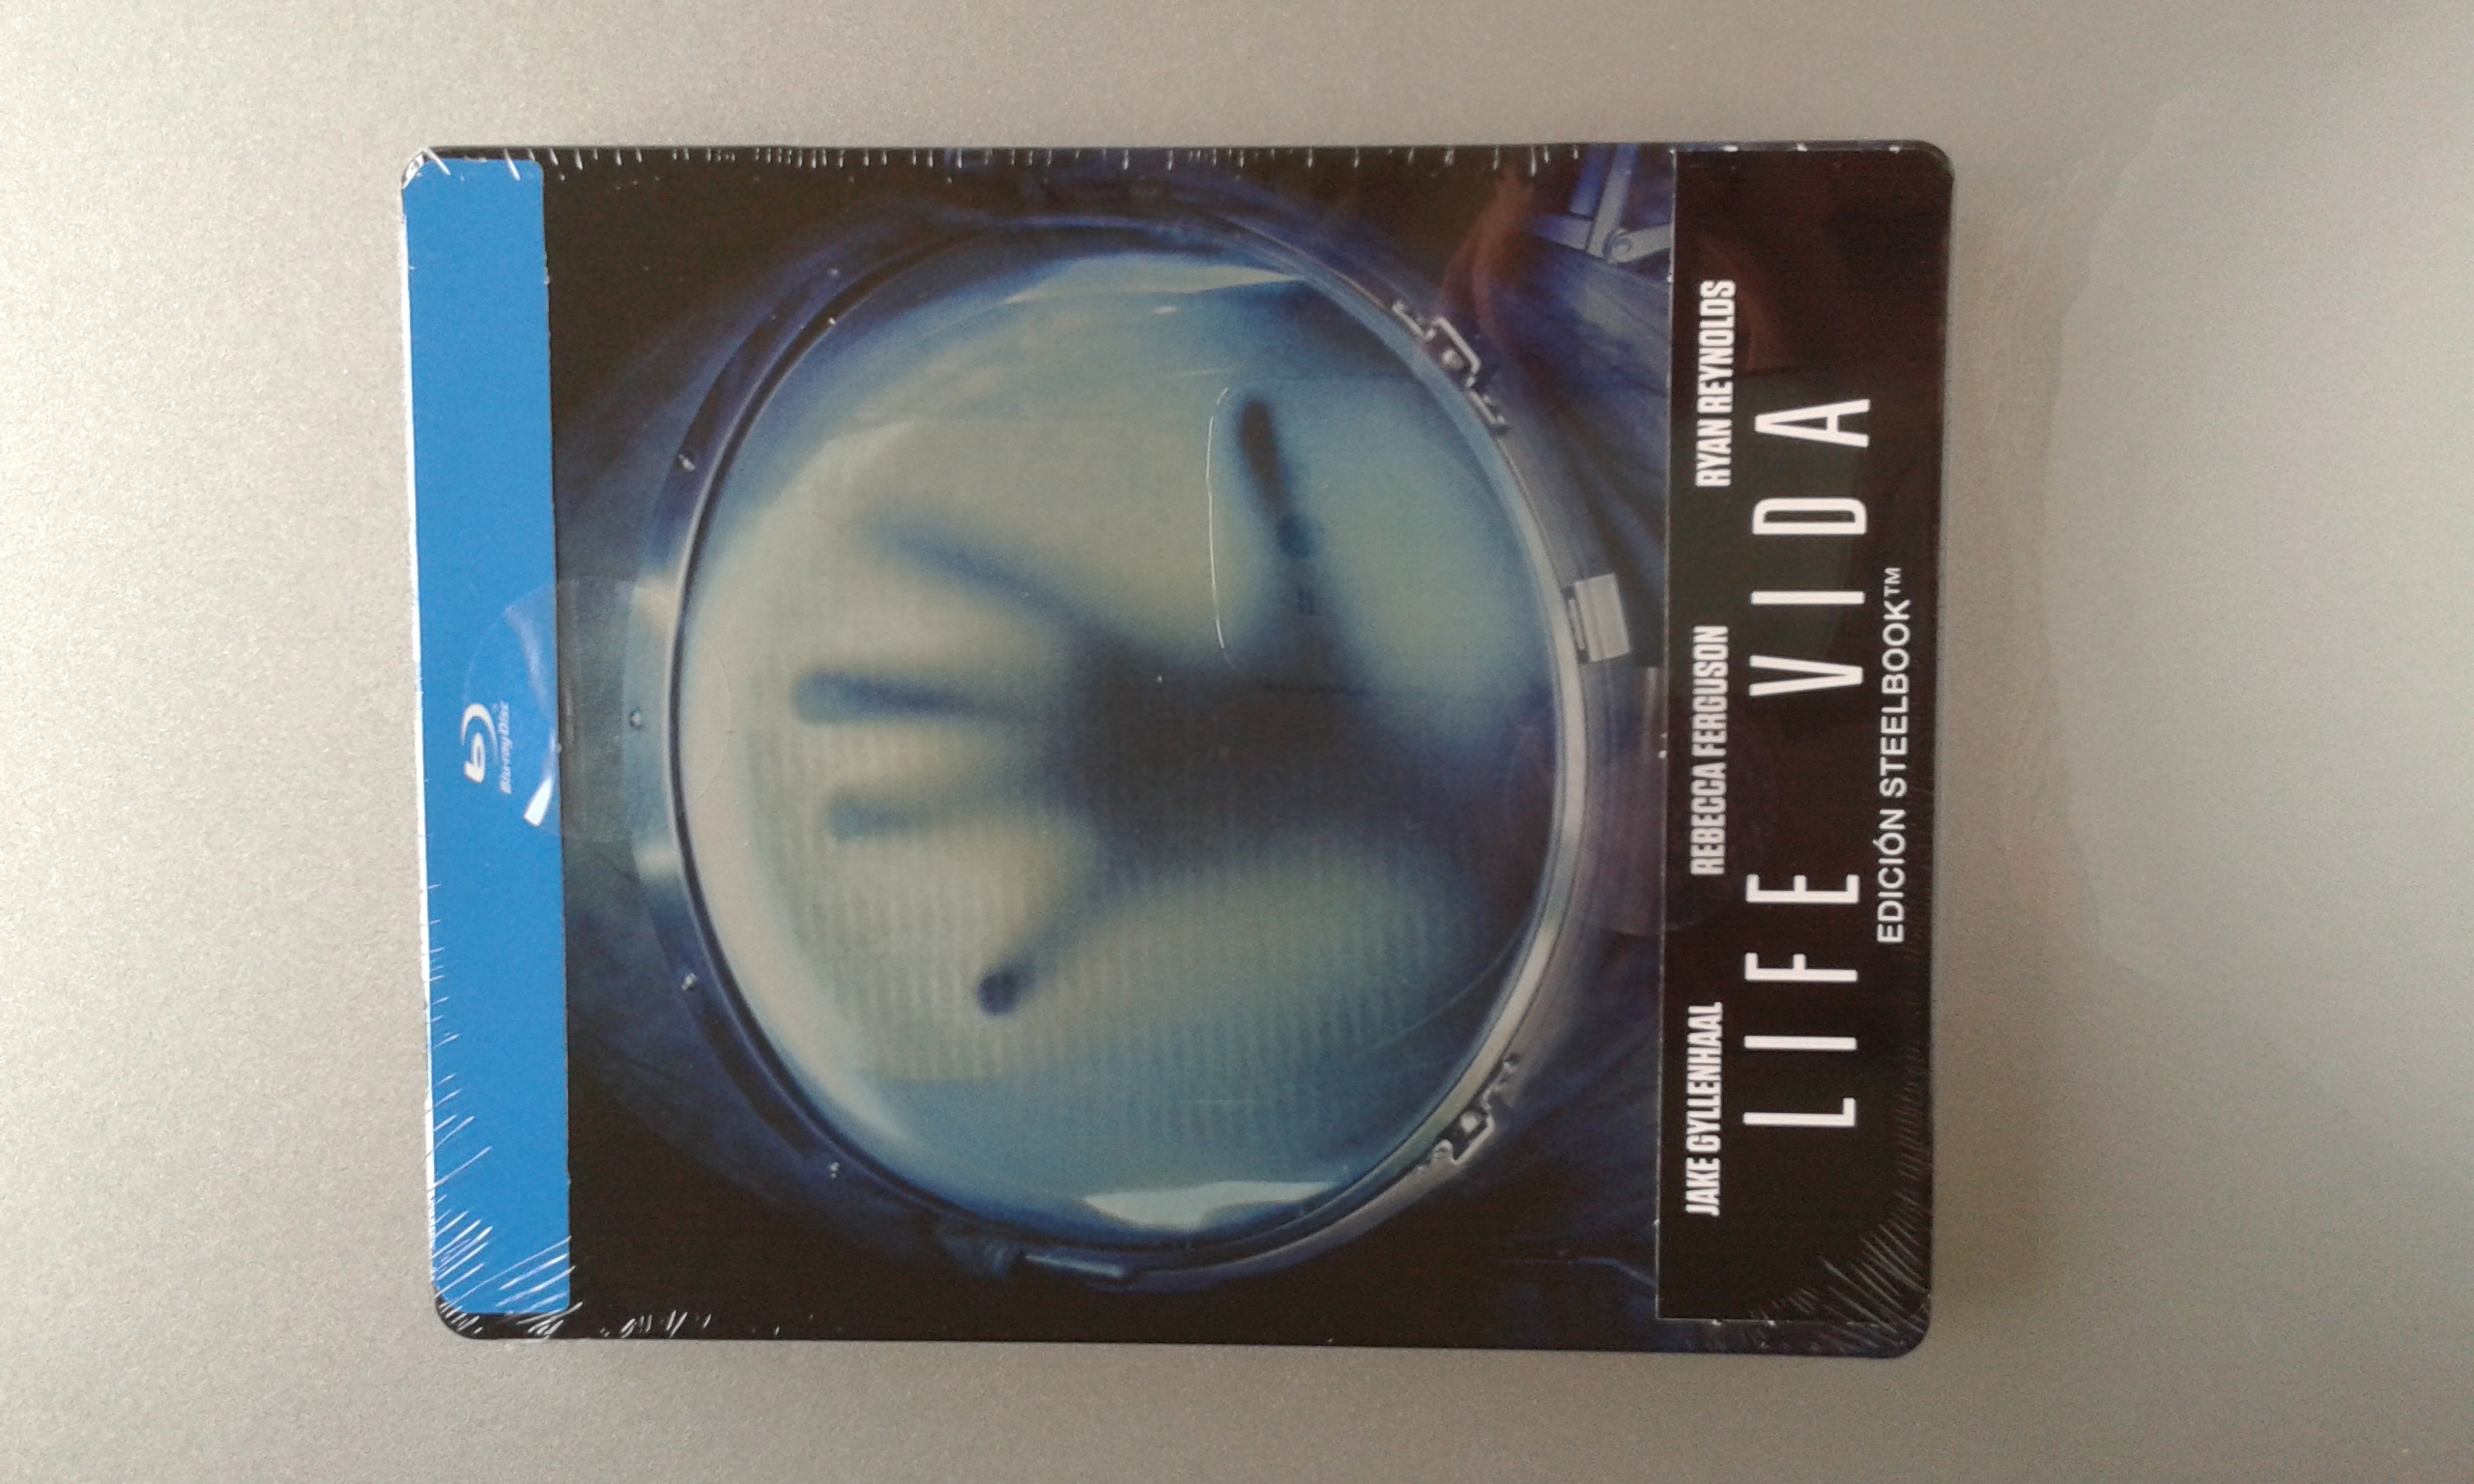 Blu-ray Disc
JAKE GYLLENHAAL REBECCA FERGUSON RYAN REYNOLDS
LIFE VIDA
EDICIÓN STEELBOOK™